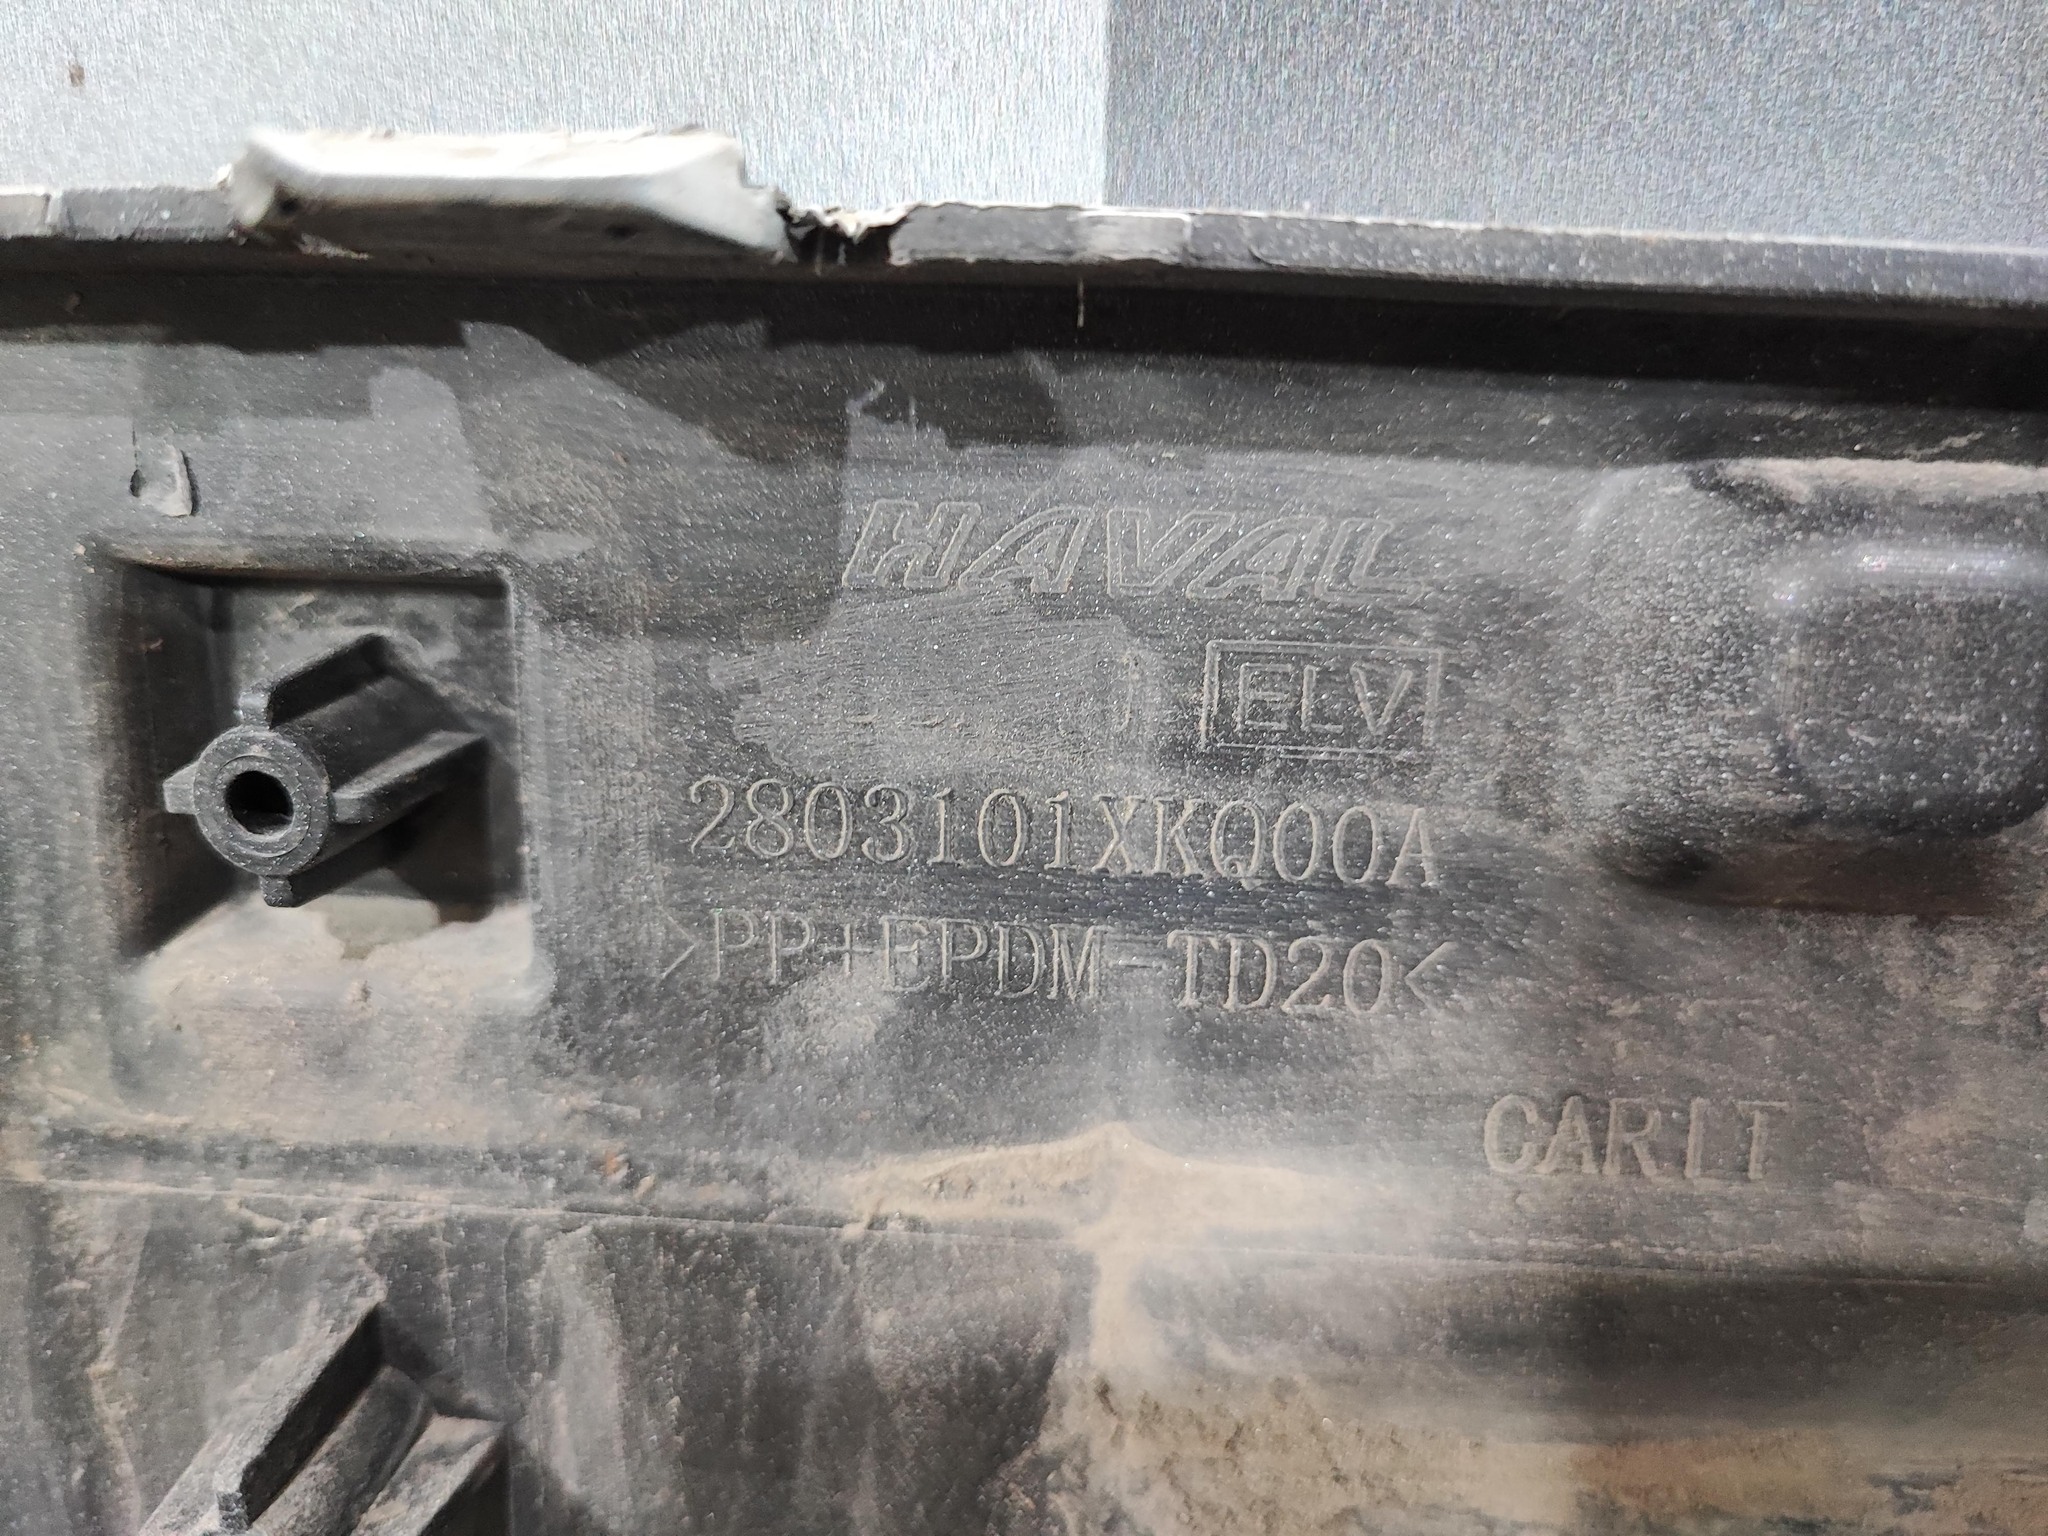 HAVAL
ELV
2803101XKQ00A
>PP+EPDM-TD20<
CARIT